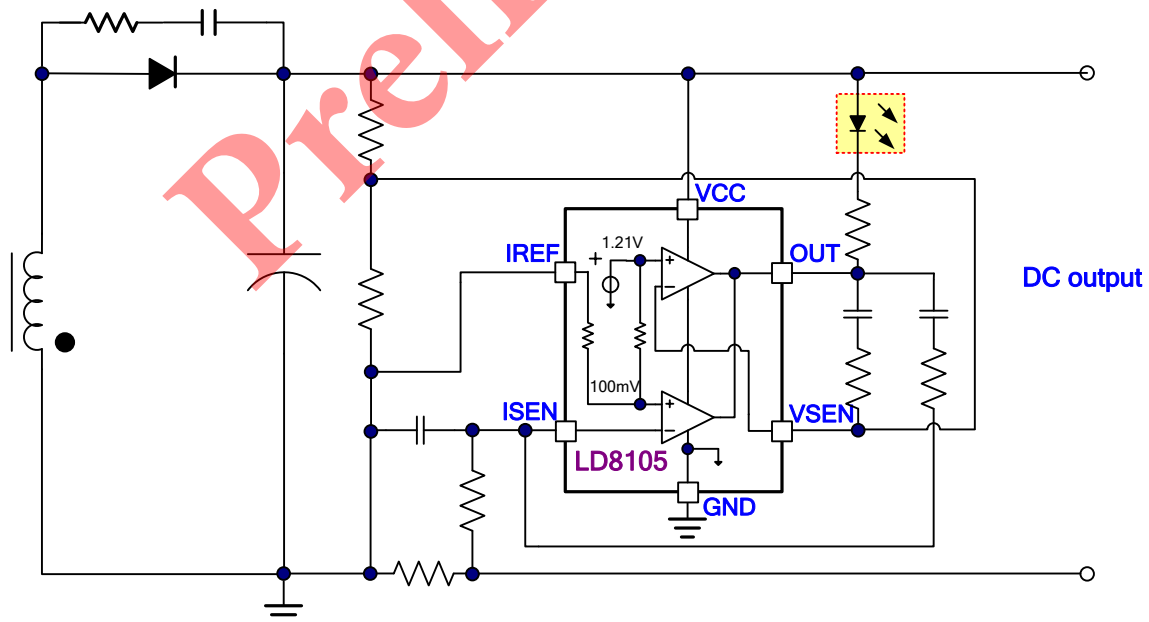 Prel
VCC
1.21V
IREF
+
+
OUT
DC output
−
100mV
+
ISEN
VSEN
−
LD8105
GND